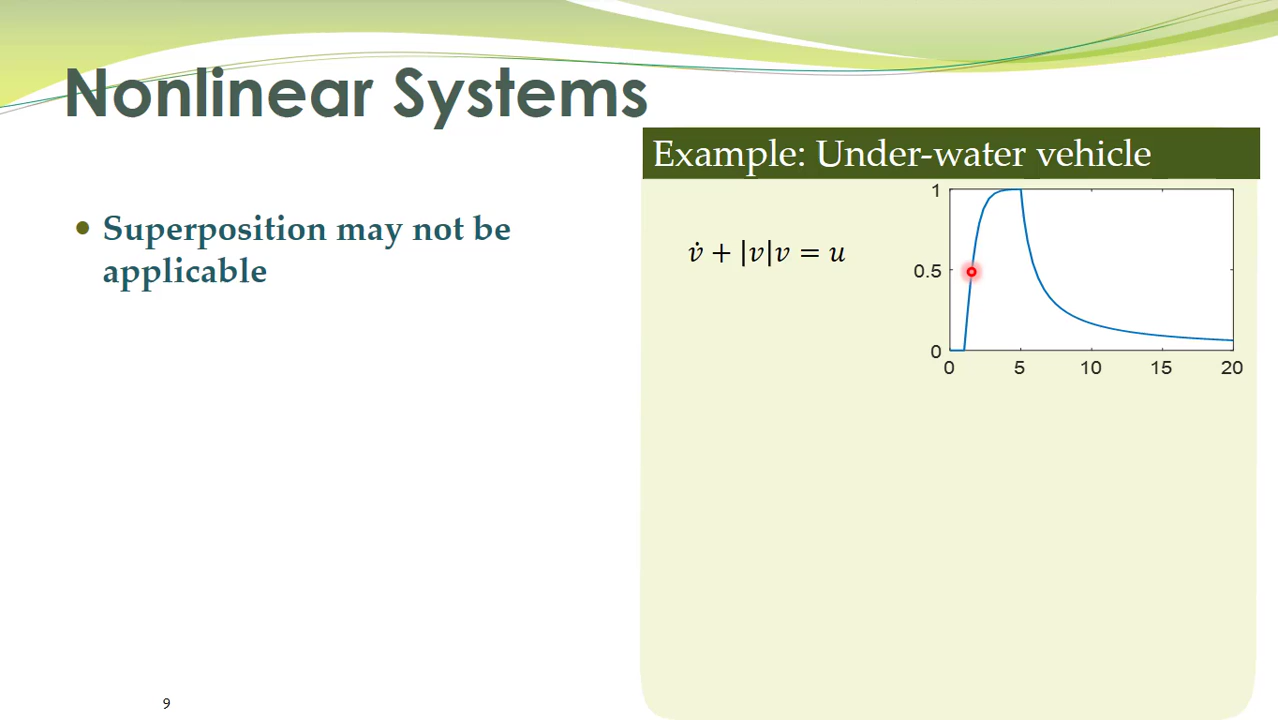 Nonlinear Systems
Example: Under-water vehicle
• Superposition may not be
applicable
v̇ + |v|v = u
1
0.5
0
0 5 10 15 20
9